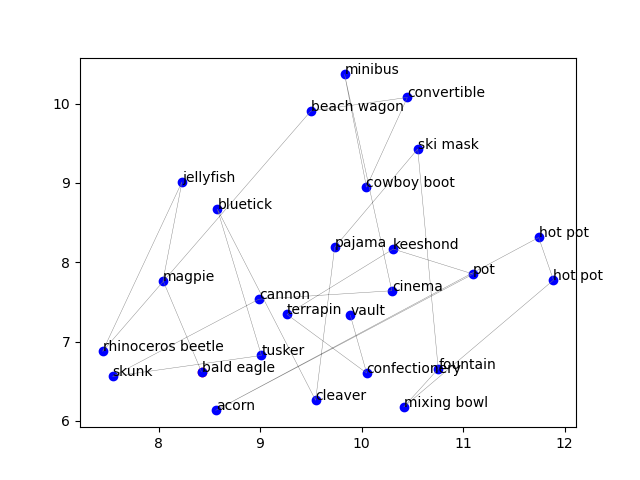 minibus
convertible
beach wagon
10
ski mask
9
jellyfish
cowboy boot
bluetick
hot pot
pajama
keeshond
8
pot
magpie
hot pot
cannon
cinema
terrapin
vault
7
rhinoceros beetle
tusker
skunk
bald eagle
confectionery
fountain
cleaver
acorn
mixing bowl
6
8
9
10
11
12